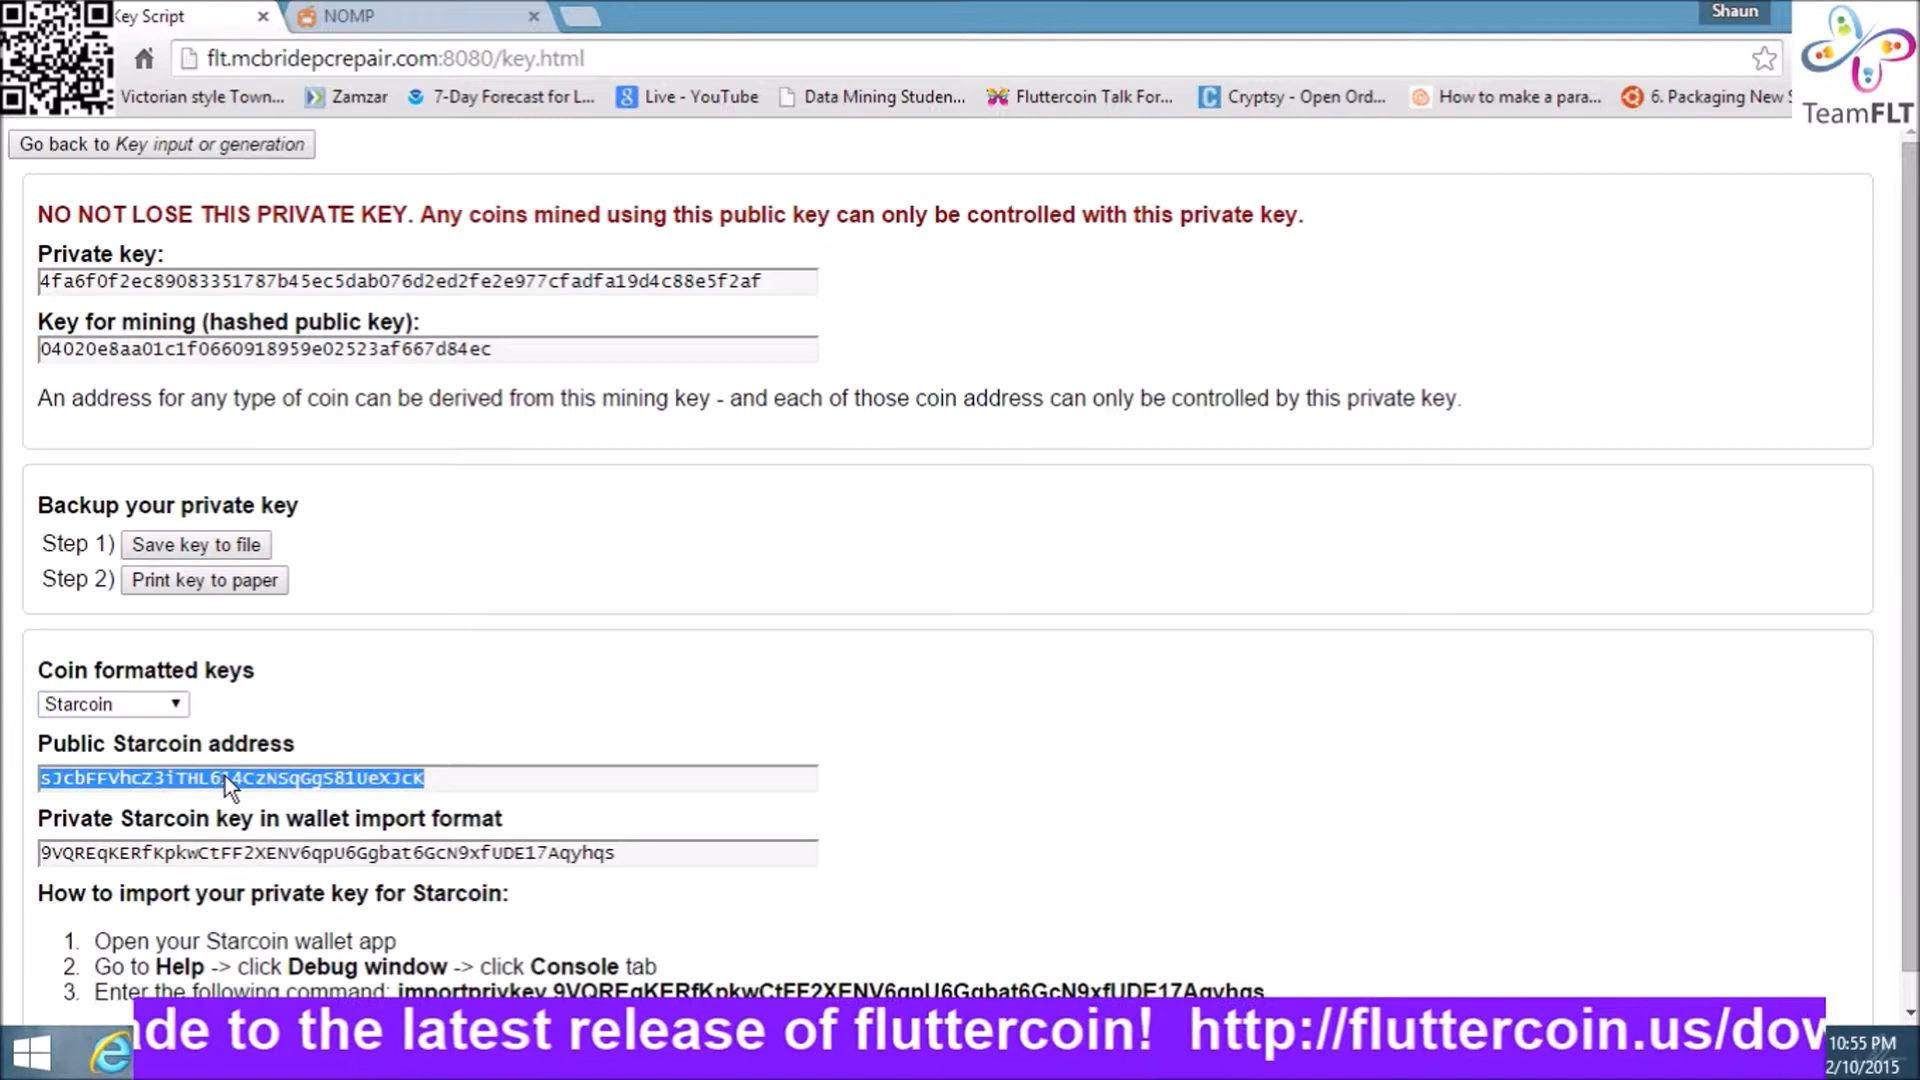 Key Script
NOMP
Shaun
flt.mcbridepcrepair.com:8080/key.html
Victorian style Town...
Zamzar
7-Day Forecast for L...
Live - YouTube
Data Mining Studen...
Fluttercoin Talk For...
Cryptsy - Open Ord...
How to make a para...
6. Packaging New S
TeamFLT
Go back to Key input or generation
NO NOT LOSE THIS PRIVATE KEY. Any coins mined using this public key can only be controlled with this private key.
Private key:
4fa6f0f2ec89083351787b45ec5dab076d2ed2fe2e977cfadfa19d4c88e5f2af
Key for mining (hashed public key):
04020e8aa01c1f0660918959e02523af667d84ec
An address for any type of coin can be derived from this mining key - and each of those coin address can only be controlled by this private key.
Backup your private key
Step 1) Save key to file
Step 2) Print key to paper
Coin formatted keys
Starcoin
Public Starcoin address
Private Starcoin key in wallet import format
9VQREqKERfKpkwCtFF2XENV6qpU6Ggbat6GcN9xfUDE17Aqyhqs
How to import your private key for Starcoin:
1. Open your Starcoin wallet app
2. Go to Help -> click Debug window -> click Console tab
3. Enter the following command: importprivkey 9VQREqKERfKpkwCtFF2XENV6qpU6Ggbat6GcN9xfUDE17Aqyhqs
ade to the latest release of fluttercoin! http://fluttercoin.us/dow
10:55 PM
2/10/2015